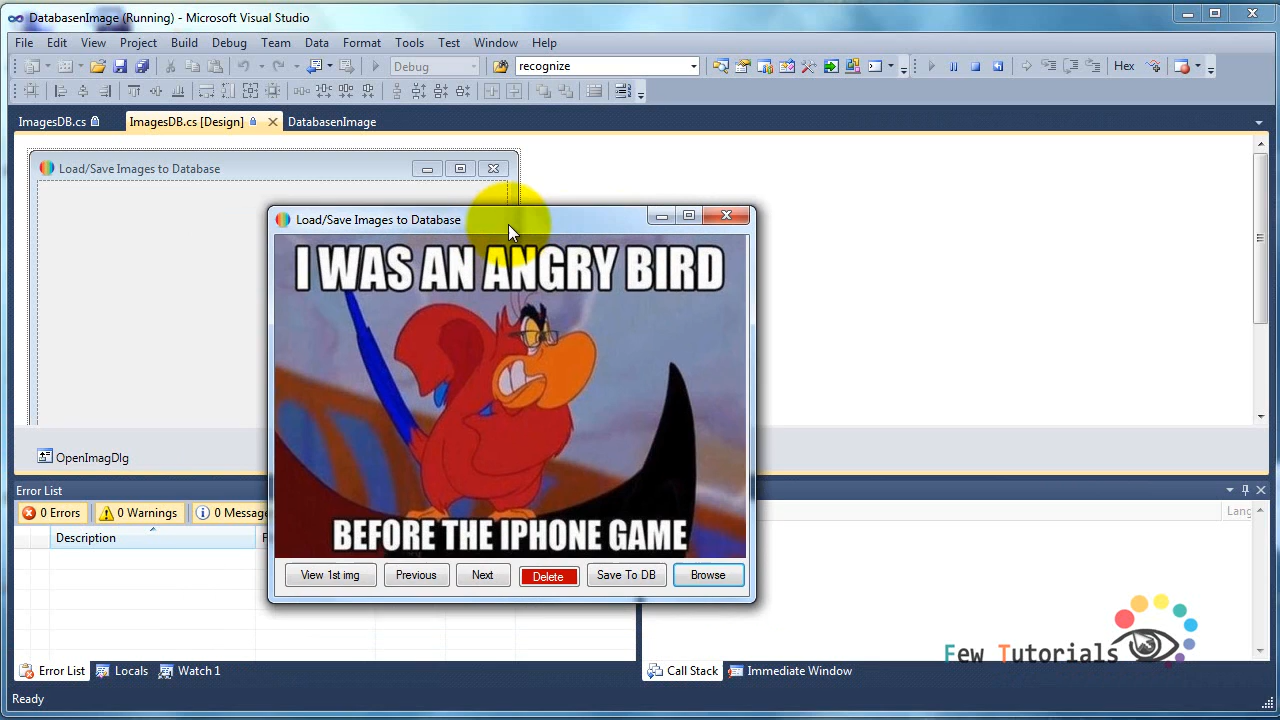 DatabasenImage (Running) - Microsoft Visual Studio
File Edit View Project Build Debug Team Data Format Tools Test Window Help
Debug recognize Hex
ImagesDB.cs ImagesDB.cs [Design] DatabasenImage
Load/Save Images to Database
Load/Save Images to Database
I WAS AN ANGRY BIRD
BEFORE THE IPHONE GAME
View 1st img Previous Next Delete Save To DB Browse
OpenImagDlg
Error List
0 Errors 0 Warnings 0 Messag
Description F
Lang
Few Tutorials
Error List Locals Watch 1 Call Stack Immediate Window
Ready